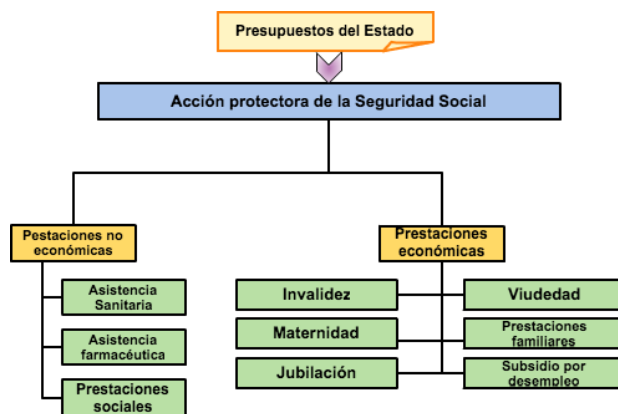 Presupuestos del Estado
Acción protectora de la Seguridad Social
Pestaciones no
económicas
Asistencia
Sanitaria
Asistencia
farmacéutica
Prestaciones
sociales
Prestaciones
económicas
Invalidez
Viudedad
Maternidad
Prestaciones
familiares
Jubilación
Subsidio por
desempleo